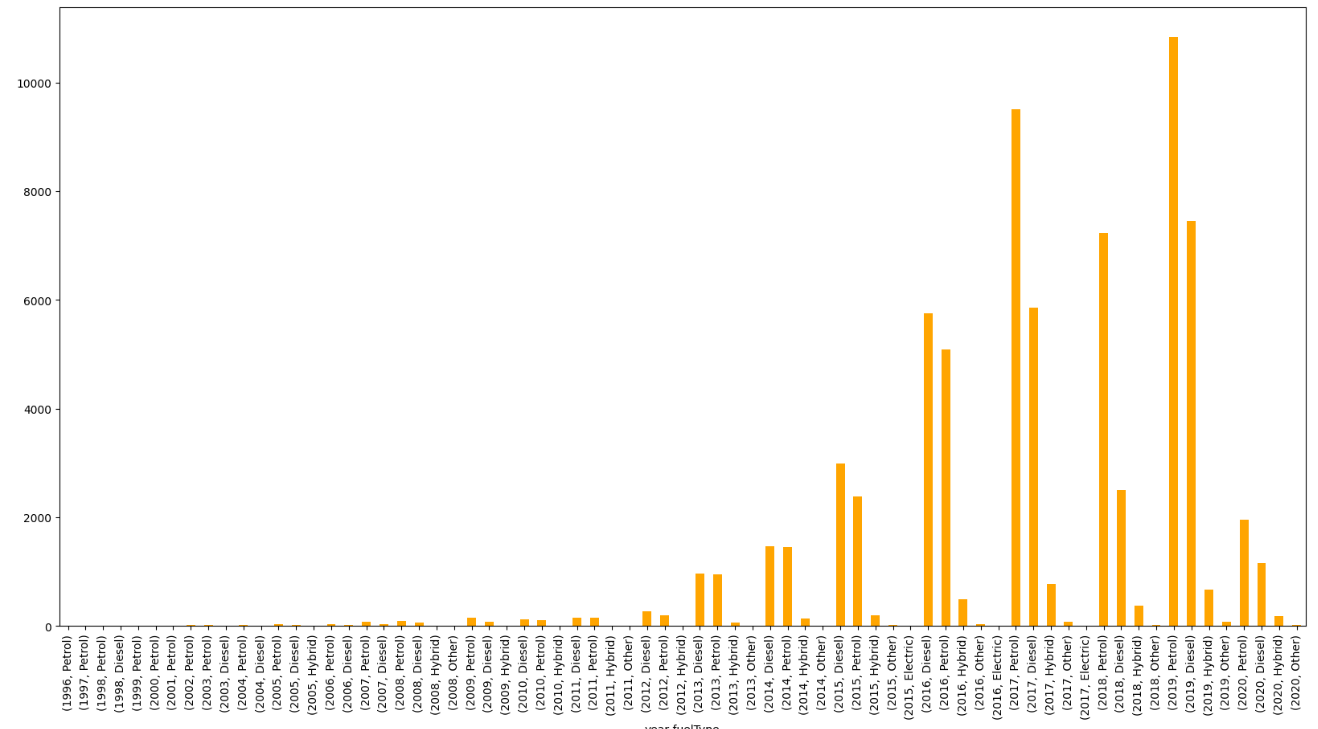 10000
8000
6000
4000
2000
0
(1996, Petrol)
(1997, Petrol)
(1998, Petrol)
(1998, Diesel)
(1999, Petrol)
(2000, Petrol)
(2001, Petrol)
(2002, Petrol)
(2003, Petrol)
(2003, Diesel)
(2004, Petrol)
(2004, Diesel)
(2005, Petrol)
(2005, Diesel)
(2005, Hybrid)
(2006, Petrol)
(2006, Diesel)
(2007, Petrol)
(2007, Diesel)
(2008, Petrol)
(2008, Diesel)
(2008, Hybrid)
(2008, Other)
(2009, Petrol)
(2009, Diesel)
(2009, Hybrid)
(2010, Diesel)
(2010, Petrol)
(2010, Hybrid)
(2011, Diesel)
(2011, Petrol)
(2011, Hybrid)
(2011, Other)
(2012, Diesel)
(2012, Petrol)
(2012, Hybrid)
(2013, Diesel)
(2013, Petrol)
(2013, Hybrid)
(2013, Other)
(2014, Diesel)
(2014, Petrol)
(2014, Hybrid)
(2014, Other)
(2015, Diesel)
(2015, Petrol)
(2015, Hybrid)
(2015, Other)
(2015, Electric)
(2016, Diesel)
(2016, Petrol)
(2016, Hybrid)
(2016, Other)
(2016, Electric)
(2017, Petrol)
(2017, Diesel)
(2017, Hybrid)
(2017, Other)
(2017, Electric)
(2018, Petrol)
(2018, Diesel)
(2018, Hybrid)
(2018, Other)
(2019, Petrol)
(2019, Diesel)
(2019, Hybrid)
(2019, Other)
(2020, Petrol)
(2020, Diesel)
(2020, Hybrid)
(2020, Other)
year,fuelType